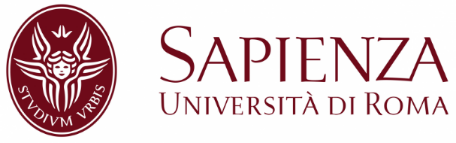 STVDIVM VRBIS
SAPIENZA
UNIVERSITÀ DI ROMA